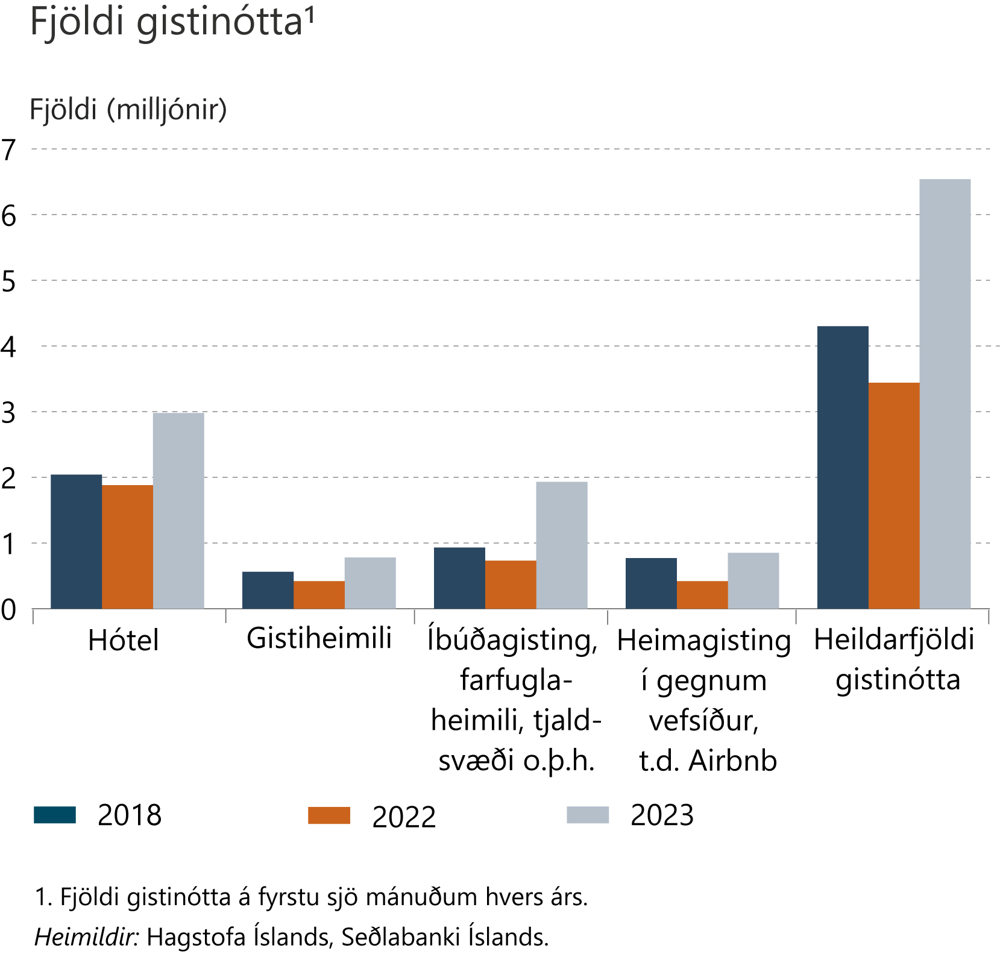 Fjöldi gistinótta¹
Fjöldi (milljónir)
7
6
5
4
3
2
1
0
Hótel
Gistiheimili
Íbúðagisting,
farfugla-
heimili, tjald-
svæði o.þ.h.
Heimagisting
í gegnum
vefsíður,
t.d. Airbnb
Heildarfjöldi
gistinótta
2018
2022
2023
1. Fjöldi gistinótta á fyrstu sjö mánuðum hvers árs.
Heimildir: Hagstofa Íslands, Seðlabanki Íslands.